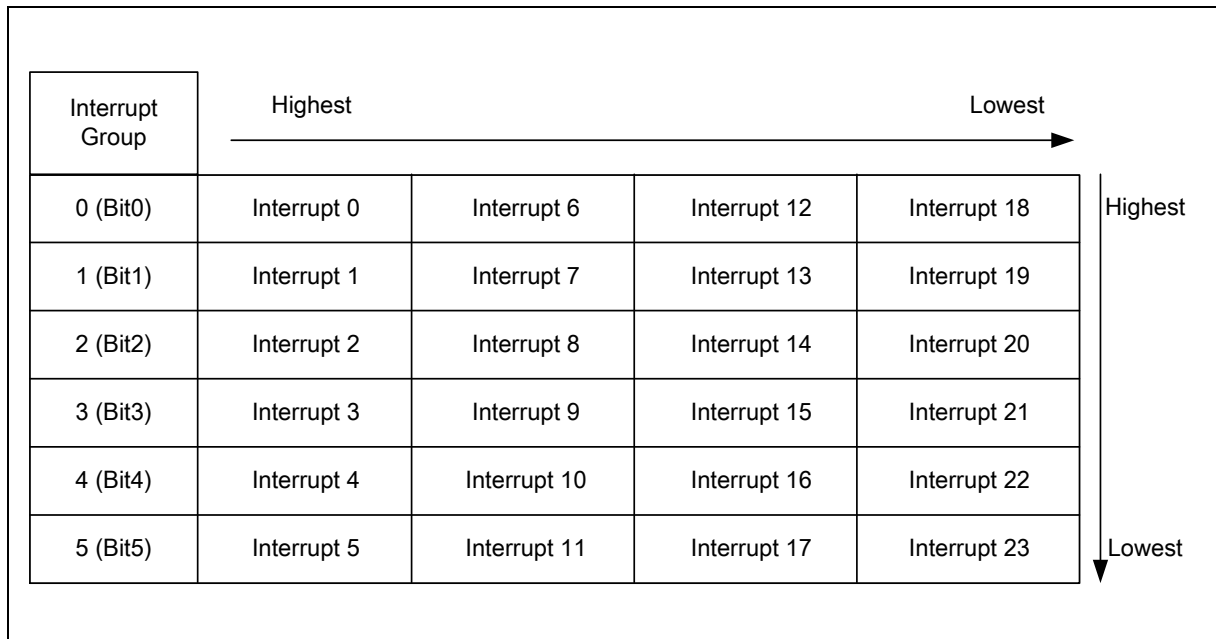 Interrupt
Group
Highest Lowest
0 (Bit0) Interrupt 0 Interrupt 6 Interrupt 12 Interrupt 18 Highest
1 (Bit1) Interrupt 1 Interrupt 7 Interrupt 13 Interrupt 19
2 (Bit2) Interrupt 2 Interrupt 8 Interrupt 14 Interrupt 20
3 (Bit3) Interrupt 3 Interrupt 9 Interrupt 15 Interrupt 21
4 (Bit4) Interrupt 4 Interrupt 10 Interrupt 16 Interrupt 22
5 (Bit5) Interrupt 5 Interrupt 11 Interrupt 17 Interrupt 23 Lowest